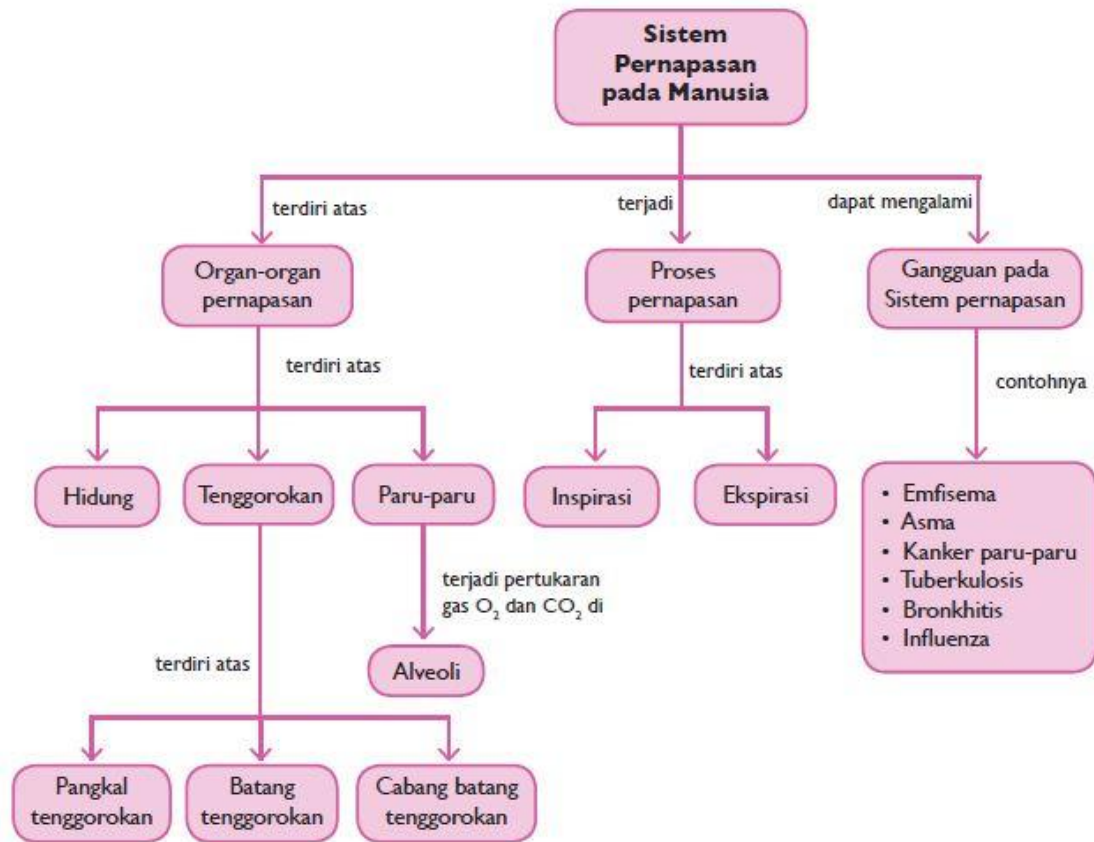 Sistem
Pernapasan
pada Manusia
terdiri atas
terjadi
dapat mengalami
Organ-organ
pernapasan
Proses
pernapasan
Gangguan pada
Sistem pernapasan
terdiri atas
terdiri atas
contohnya
Hidung
Tenggorokan
Paru-paru
Inspirasi
Ekspirasi
• Emfisema
• Asma
• Kanker paru-paru
• Tuberkulosis
• Bronkhitis
• Influenza
terjadi pertukaran
gas O₂ dan CO₂ di
Alveoli
terdiri atas
Pangkal
tenggorokan
Batang
tenggorokan
Cabang batang
tenggorokan